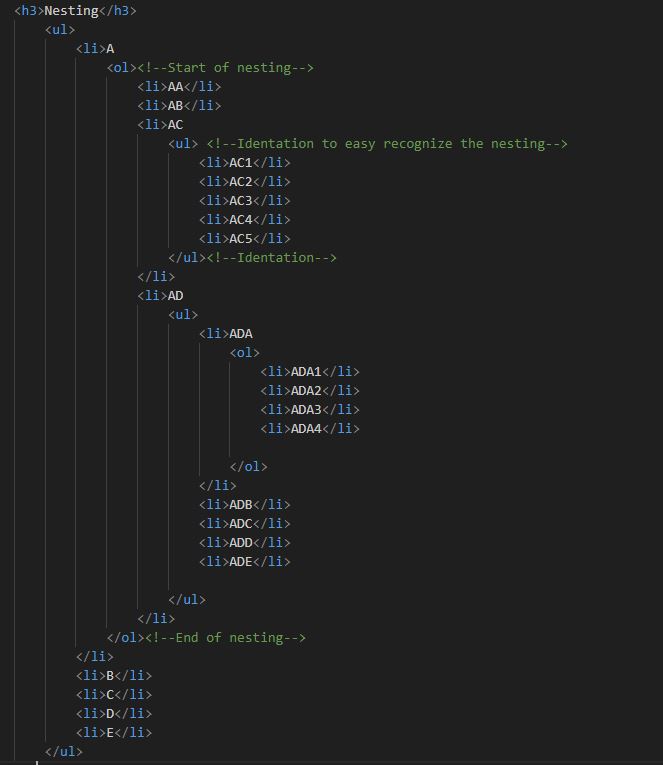 <h3>Nesting</h3>
<ul>
<li>A
<ol><!--Start of nesting-->
<li>AA</li>
<li>AB</li>
<li>AC
<ul> <!--Identation to easy recognize the nesting-->
<li>AC1</li>
<li>AC2</li>
<li>AC3</li>
<li>AC4</li>
<li>AC5</li>
</ul><!--Identation-->
</li>
<li>AD
<ul>
<li>ADA
<ol>
<li>ADA1</li>
<li>ADA2</li>
<li>ADA3</li>
<li>ADA4</li>
</ol>
</li>
<li>ADB</li>
<li>ADC</li>
<li>ADD</li>
<li>ADE</li>
</ul>
</li>
</ol><!--End of nesting-->
</li>
<li>B</li>
<li>C</li>
<li>D</li>
<li>E</li>
</ul>